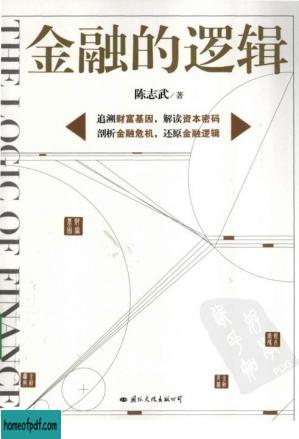 金融的逻辑
THE LOGIC OF FINANCE
陈志武/著
追溯财富基因，解读资本密码
剖析金融危机，还原金融逻辑
国际文化出版公司
PDG
homeofpdf.com